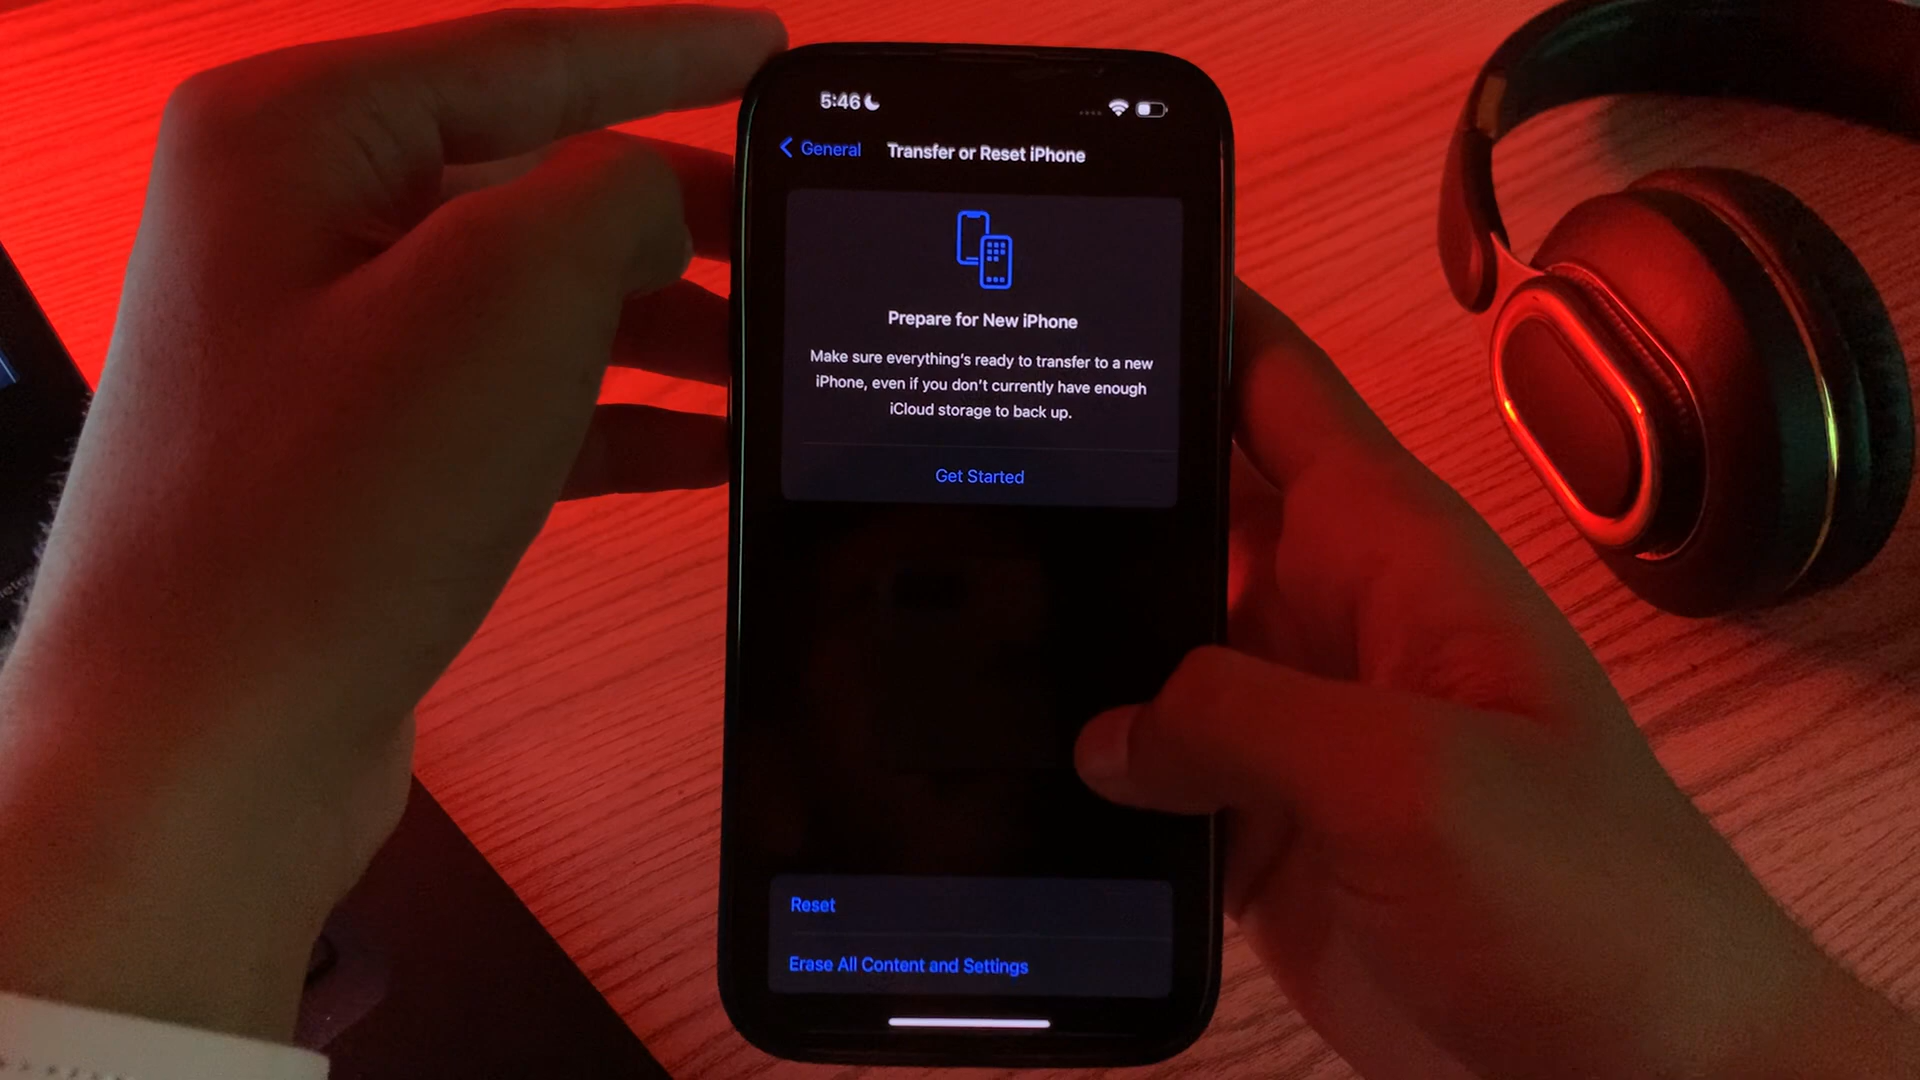 5:46
General
Transfer or Reset iPhone
Prepare for New iPhone
Make sure everything's ready to transfer to a new
iPhone, even if you don't currently have enough
iCloud storage to back up.
Get Started
Reset
Erase All Content and Settings